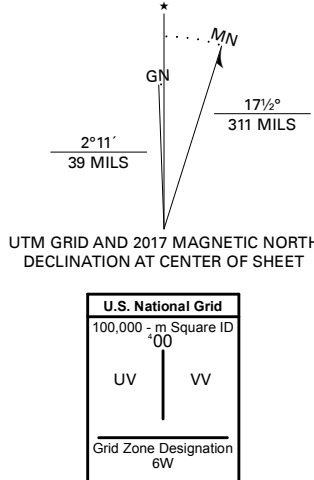 ★
MN
GN
17½°
311 MILS
2°11´
39 MILS
UTM GRID AND 2017 MAGNETIC NORTH
DECLINATION AT CENTER OF SHEET
U.S. National Grid
100,000 - m Square ID
⁴00
UV VV
Grid Zone Designation
6W